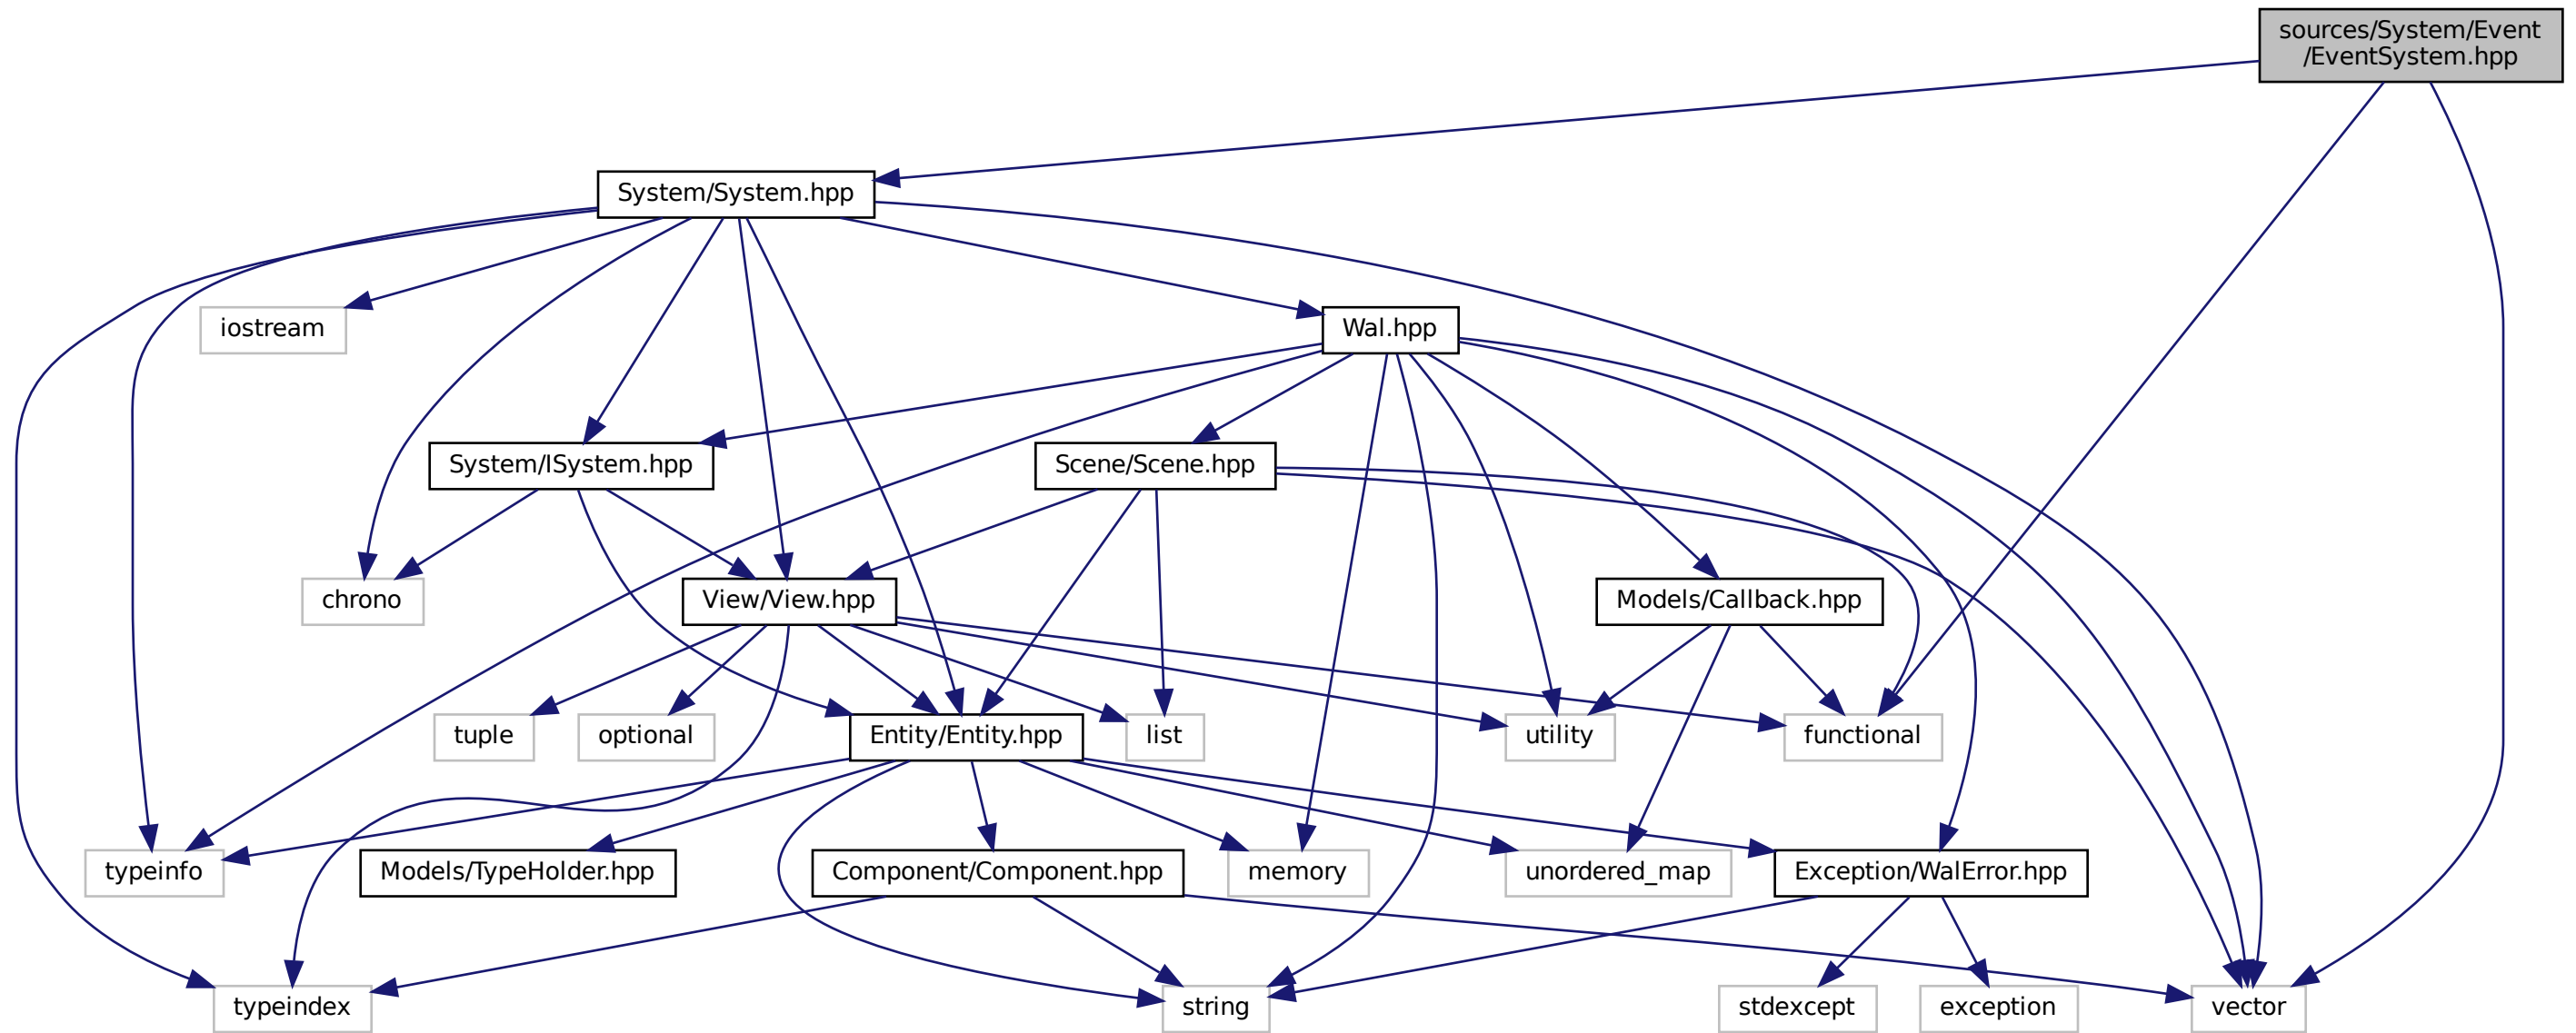 sources/System/Event
/EventSystem.hpp
System/System.hpp
iostream
Wal.hpp
System/ISystem.hpp
Scene/Scene.hpp
chrono
View/View.hpp
Models/Callback.hpp
tuple
optional
Entity/Entity.hpp
list
utility
functional
typeinfo
Models/TypeHolder.hpp
Component/Component.hpp
memory
unordered_map
Exception/WalError.hpp
typeindex
string
stdexcept
exception
vector